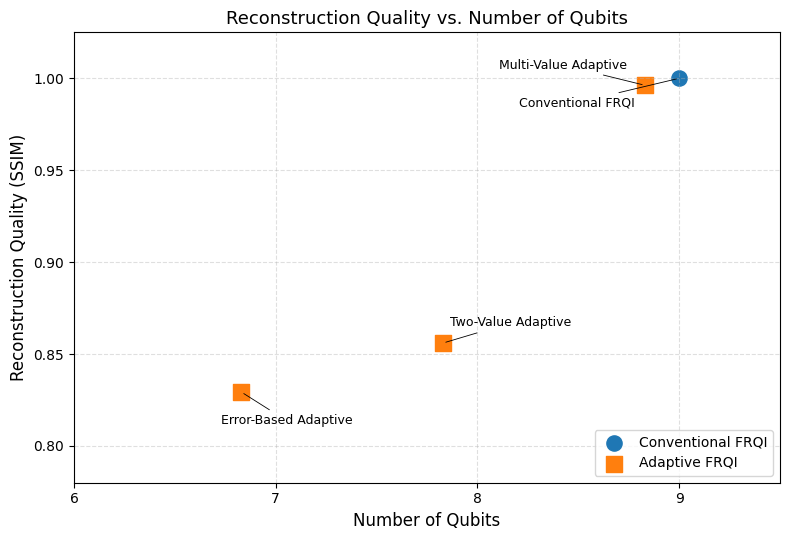 Reconstruction Quality vs. Number of Qubits
Reconstruction Quality (SSIM)
1.00
0.95
0.90
0.85
0.80
Multi-Value Adaptive
Conventional FRQI
Two-Value Adaptive
Error-Based Adaptive
Conventional FRQI
Adaptive FRQI
6
7
8
9
Number of Qubits